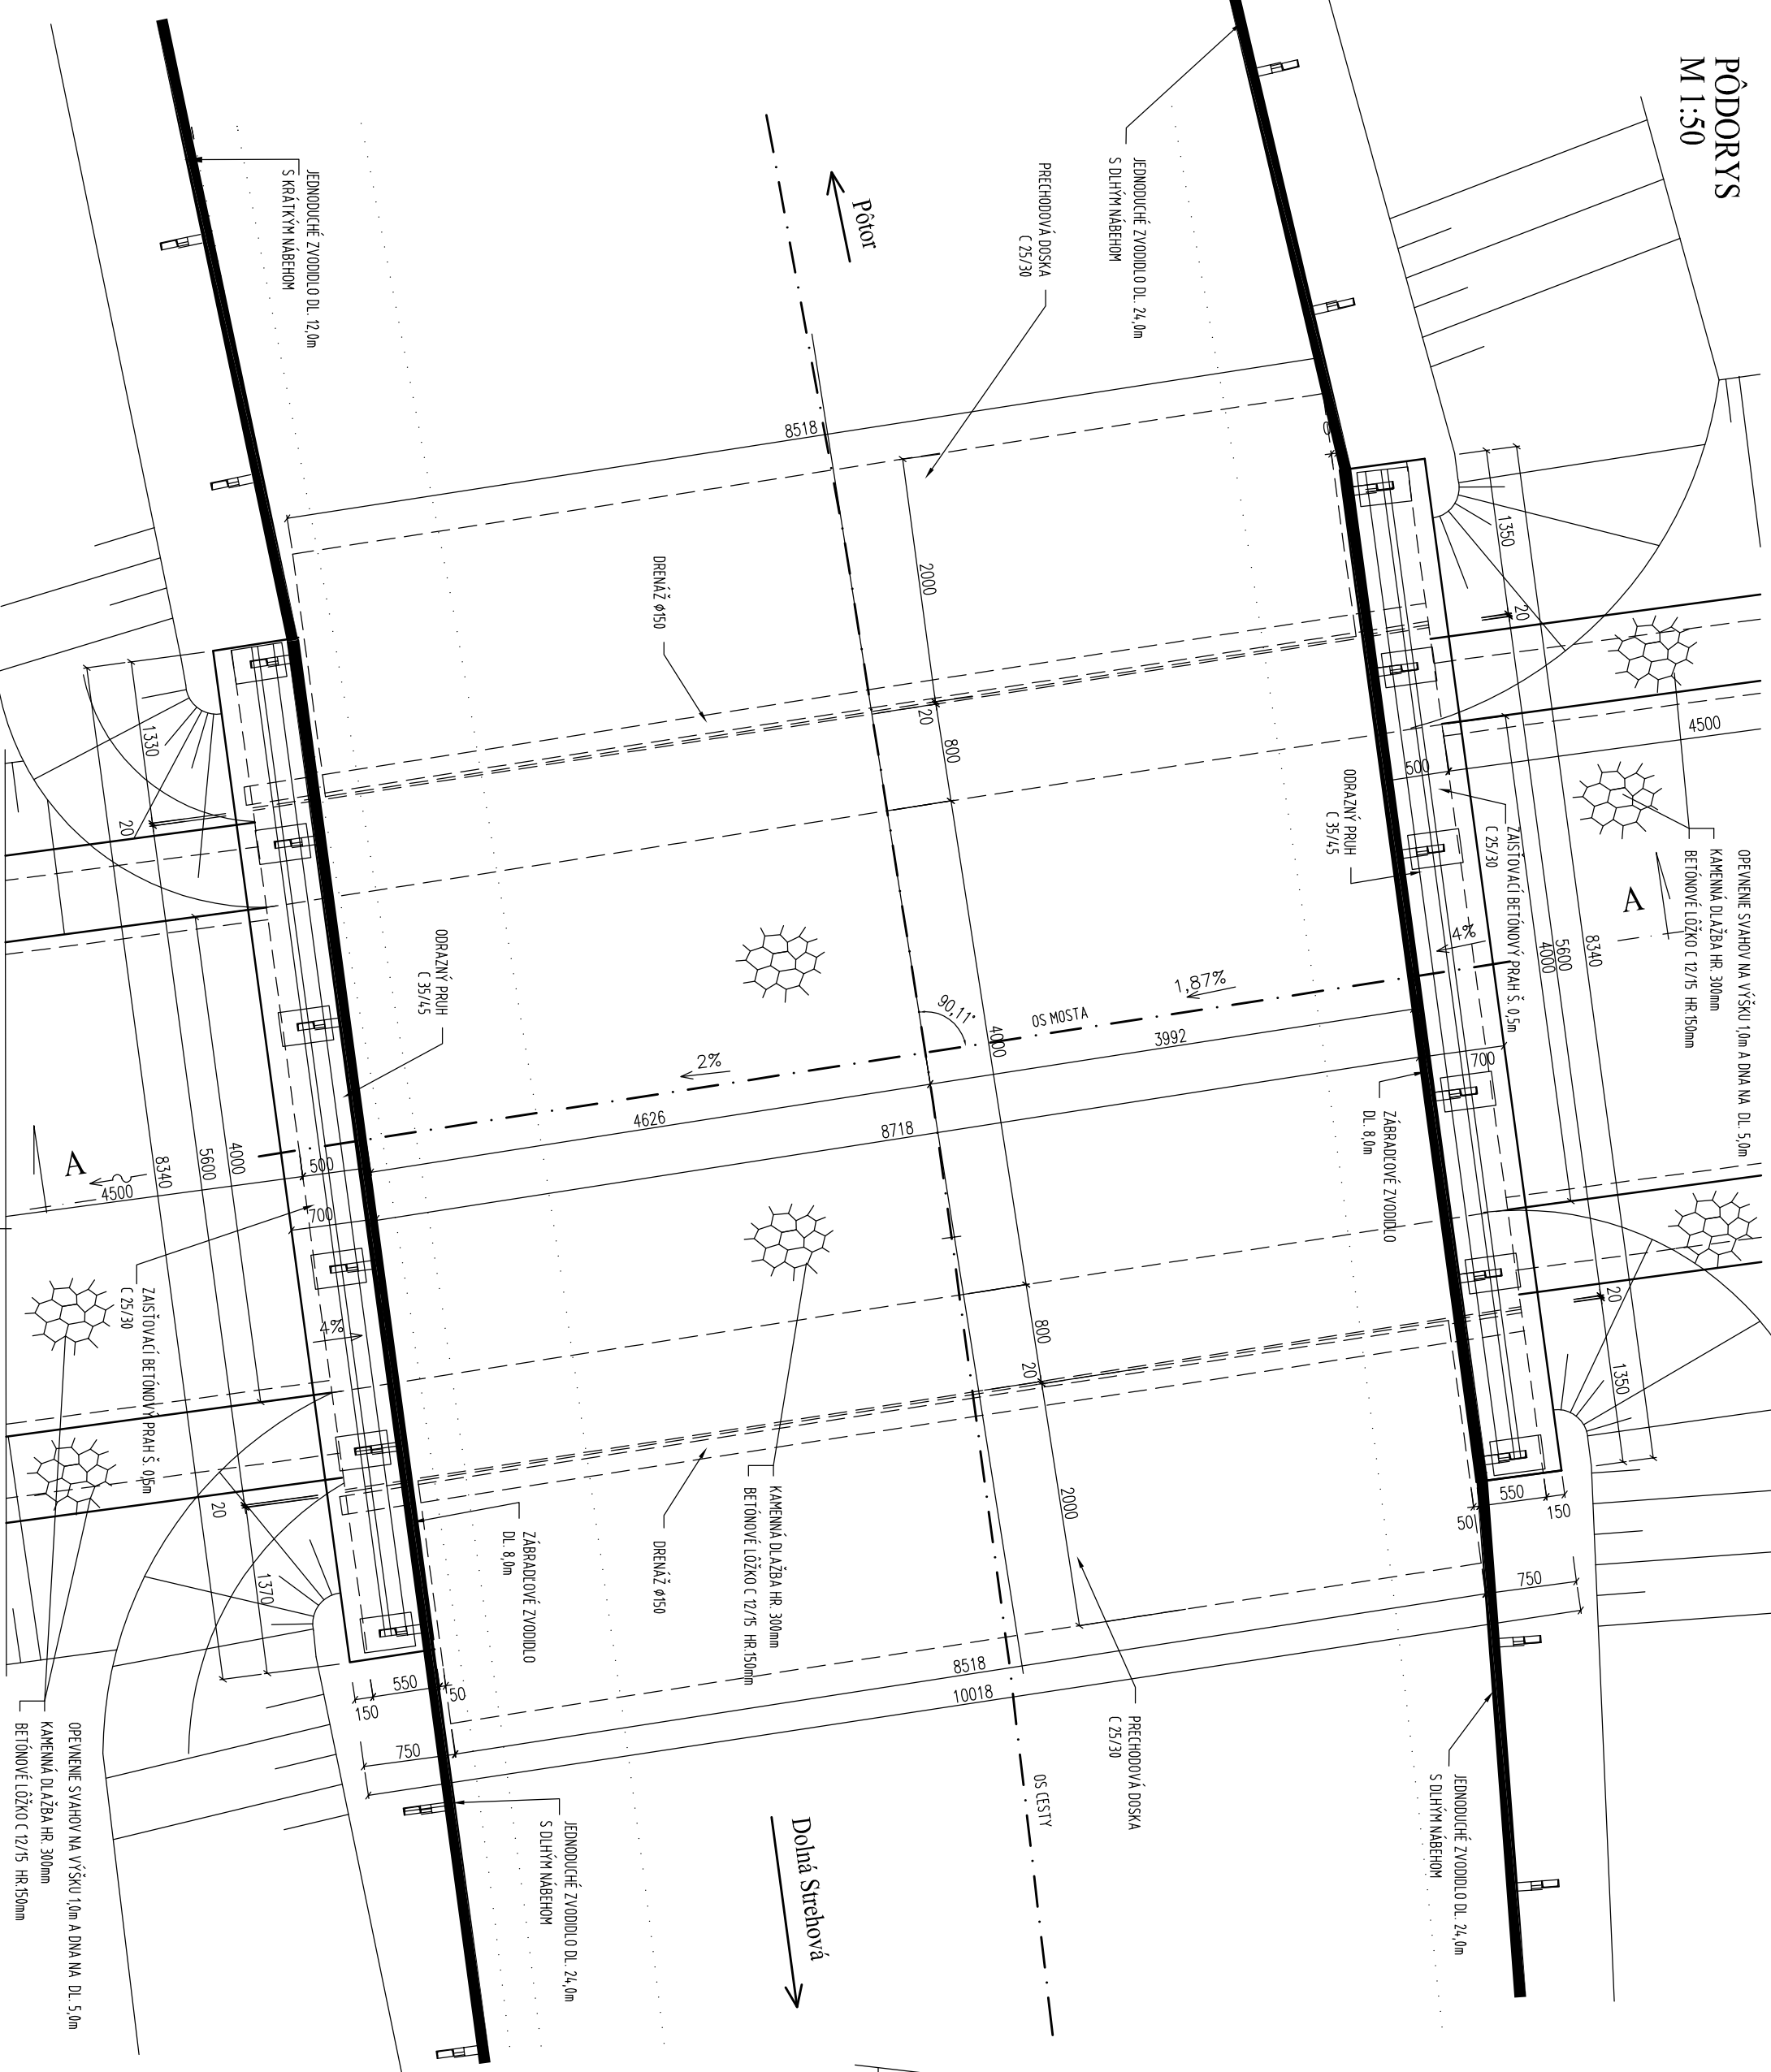 PÔDORYS
M 1:50
OPEVNENIE SVAHOV NA VÝŠKU 1,0m A DNA NA DL. 5,0m
KAMENNÁ DLAŽBA HR. 300mm
BETÓNOVÉ LÔŽKO C 12/15 HR.150mm
A
8340
5600
4000
1350
20
4500
500
ZAISŤOVACÍ BETÓNOVÝ PRAH Š. 0,5m
C 25/30
20
1350
4%
700
550
150
50
750
ODRAZNÝ PRUH
C 35/45
ZÁBRADĽOVÉ ZVODIDLO
DL. 8,0m
JEDNODUCHÉ ZVODIDLO DL. 24,0m
S DLHÝM NÁBEHOM
JEDNODUCHÉ ZVODIDLO DL. 24,0m
S DLHÝM NÁBEHOM
PRECHODOVÁ DOSKA
C 25/30
PRECHODOVÁ DOSKA
C 25/30
Pôtor
8518
2000
20
800
4000
800
20
2000
1,87%
OS MOSTA
3992
90,11°
2%
4626
8718
8518
10018
OS CESTY
Dolná Strehová
KAMENNÁ DLAŽBA HR. 300mm
BETÓNOVÉ LÔŽKO C 12/15 HR.150mm
DRENÁŽ ø150
DRENÁŽ ø150
ZÁBRADĽOVÉ ZVODIDLO
DL. 8,0m
JEDNODUCHÉ ZVODIDLO DL. 24,0m
S DLHÝM NÁBEHOM
ODRAZNÝ PRUH
C 35/45
JEDNODUCHÉ ZVODIDLO DL. 12,0m
S KRÁTKÝM NÁBEHOM
500
700
4%
550
50
150
750
4000
5600
8340
1330
20
20
1370
4500
A
ZAISŤOVACÍ BETÓNOVÝ PRAH Š. 0,5m
C 25/30
OPEVNENIE SVAHOV NA VÝŠKU 1,0m A DNA NA DL. 5,0m
KAMENNÁ DLAŽBA HR. 300mm
BETÓNOVÉ LÔŽKO C 12/15 HR.150mm